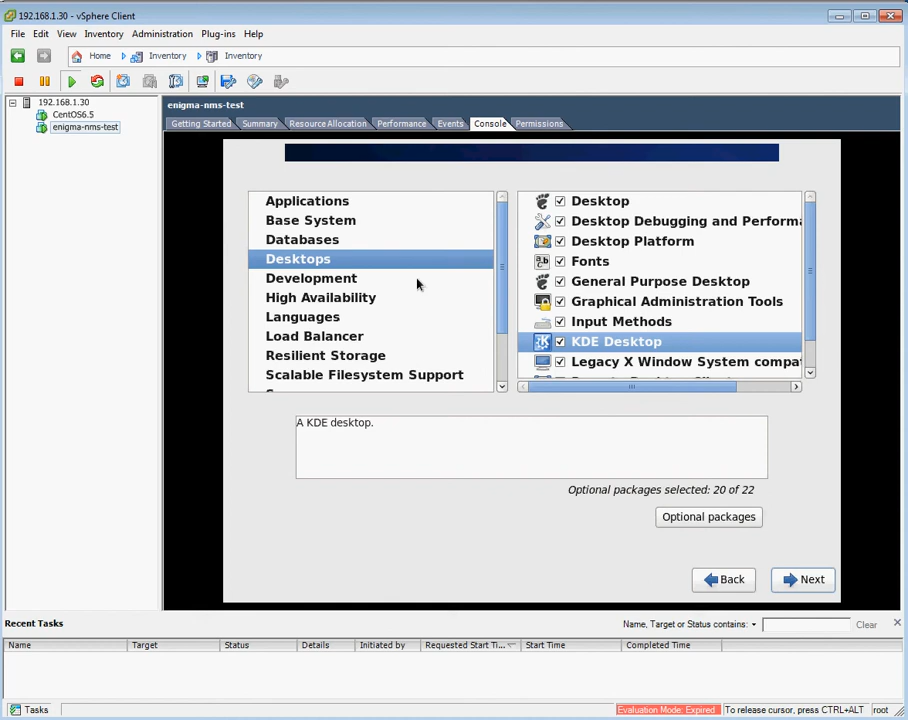 192.168.1.30 - vSphere Client
File Edit View Inventory Administration Plug-ins Help
Home Inventory Inventory
192.168.1.30
CentOS6.5
enigma-nms-test
enigma-nms-test
Getting Started Summary Resource Allocation Performance Events Console Permissions
Applications
Base System
Databases
Desktops
Development
High Availability
Languages
Load Balancer
Resilient Storage
Scalable Filesystem Support
Desktop
Desktop Debugging and Performa
Desktop Platform
Fonts
General Purpose Desktop
Graphical Administration Tools
Input Methods
KDE Desktop
Legacy X Window System compat
A KDE desktop.
Optional packages selected: 20 of 22
Optional packages
Back Next
Recent Tasks
Name, Target or Status contains: Clear
Name Target Status Details Initiated by Requested Start Ti... Start Time Completed Time
Tasks Evaluation Mode: Expired To release cursor, press CTRL+ALT root